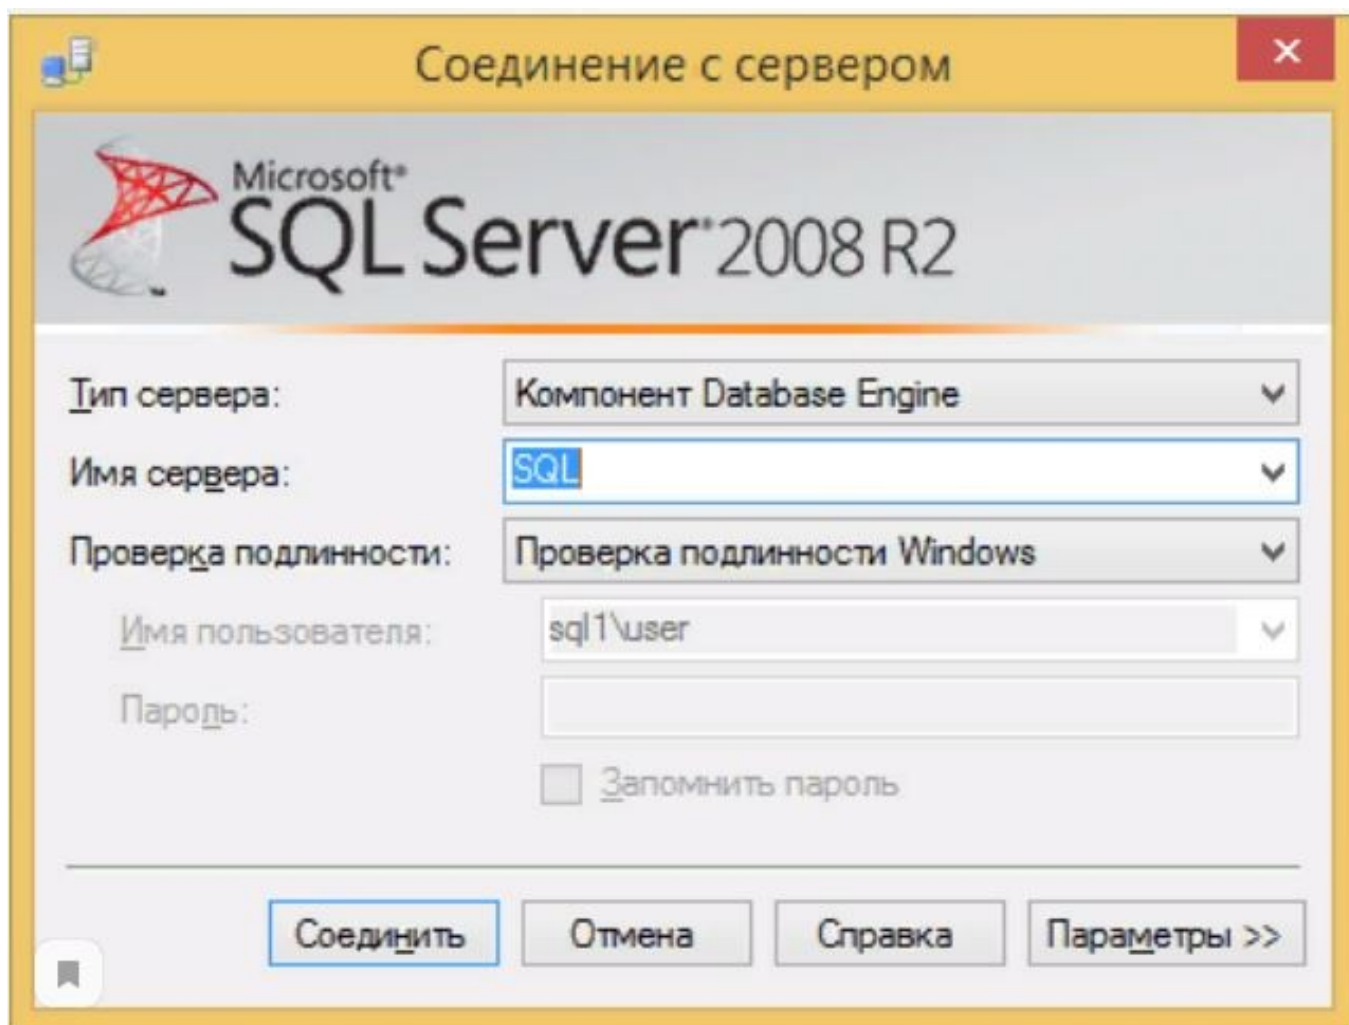 Соединение с сервером
Microsoft®
SQL Server® 2008 R2
™
Тип сервера: Компонент Database Engine
Имя сервера: SQL
Проверка подлинности: Проверка подлинности Windows
Имя пользователя: sql1\user
Пароль:
Запомнить пароль
Соединить Отмена Справка Параметры >>